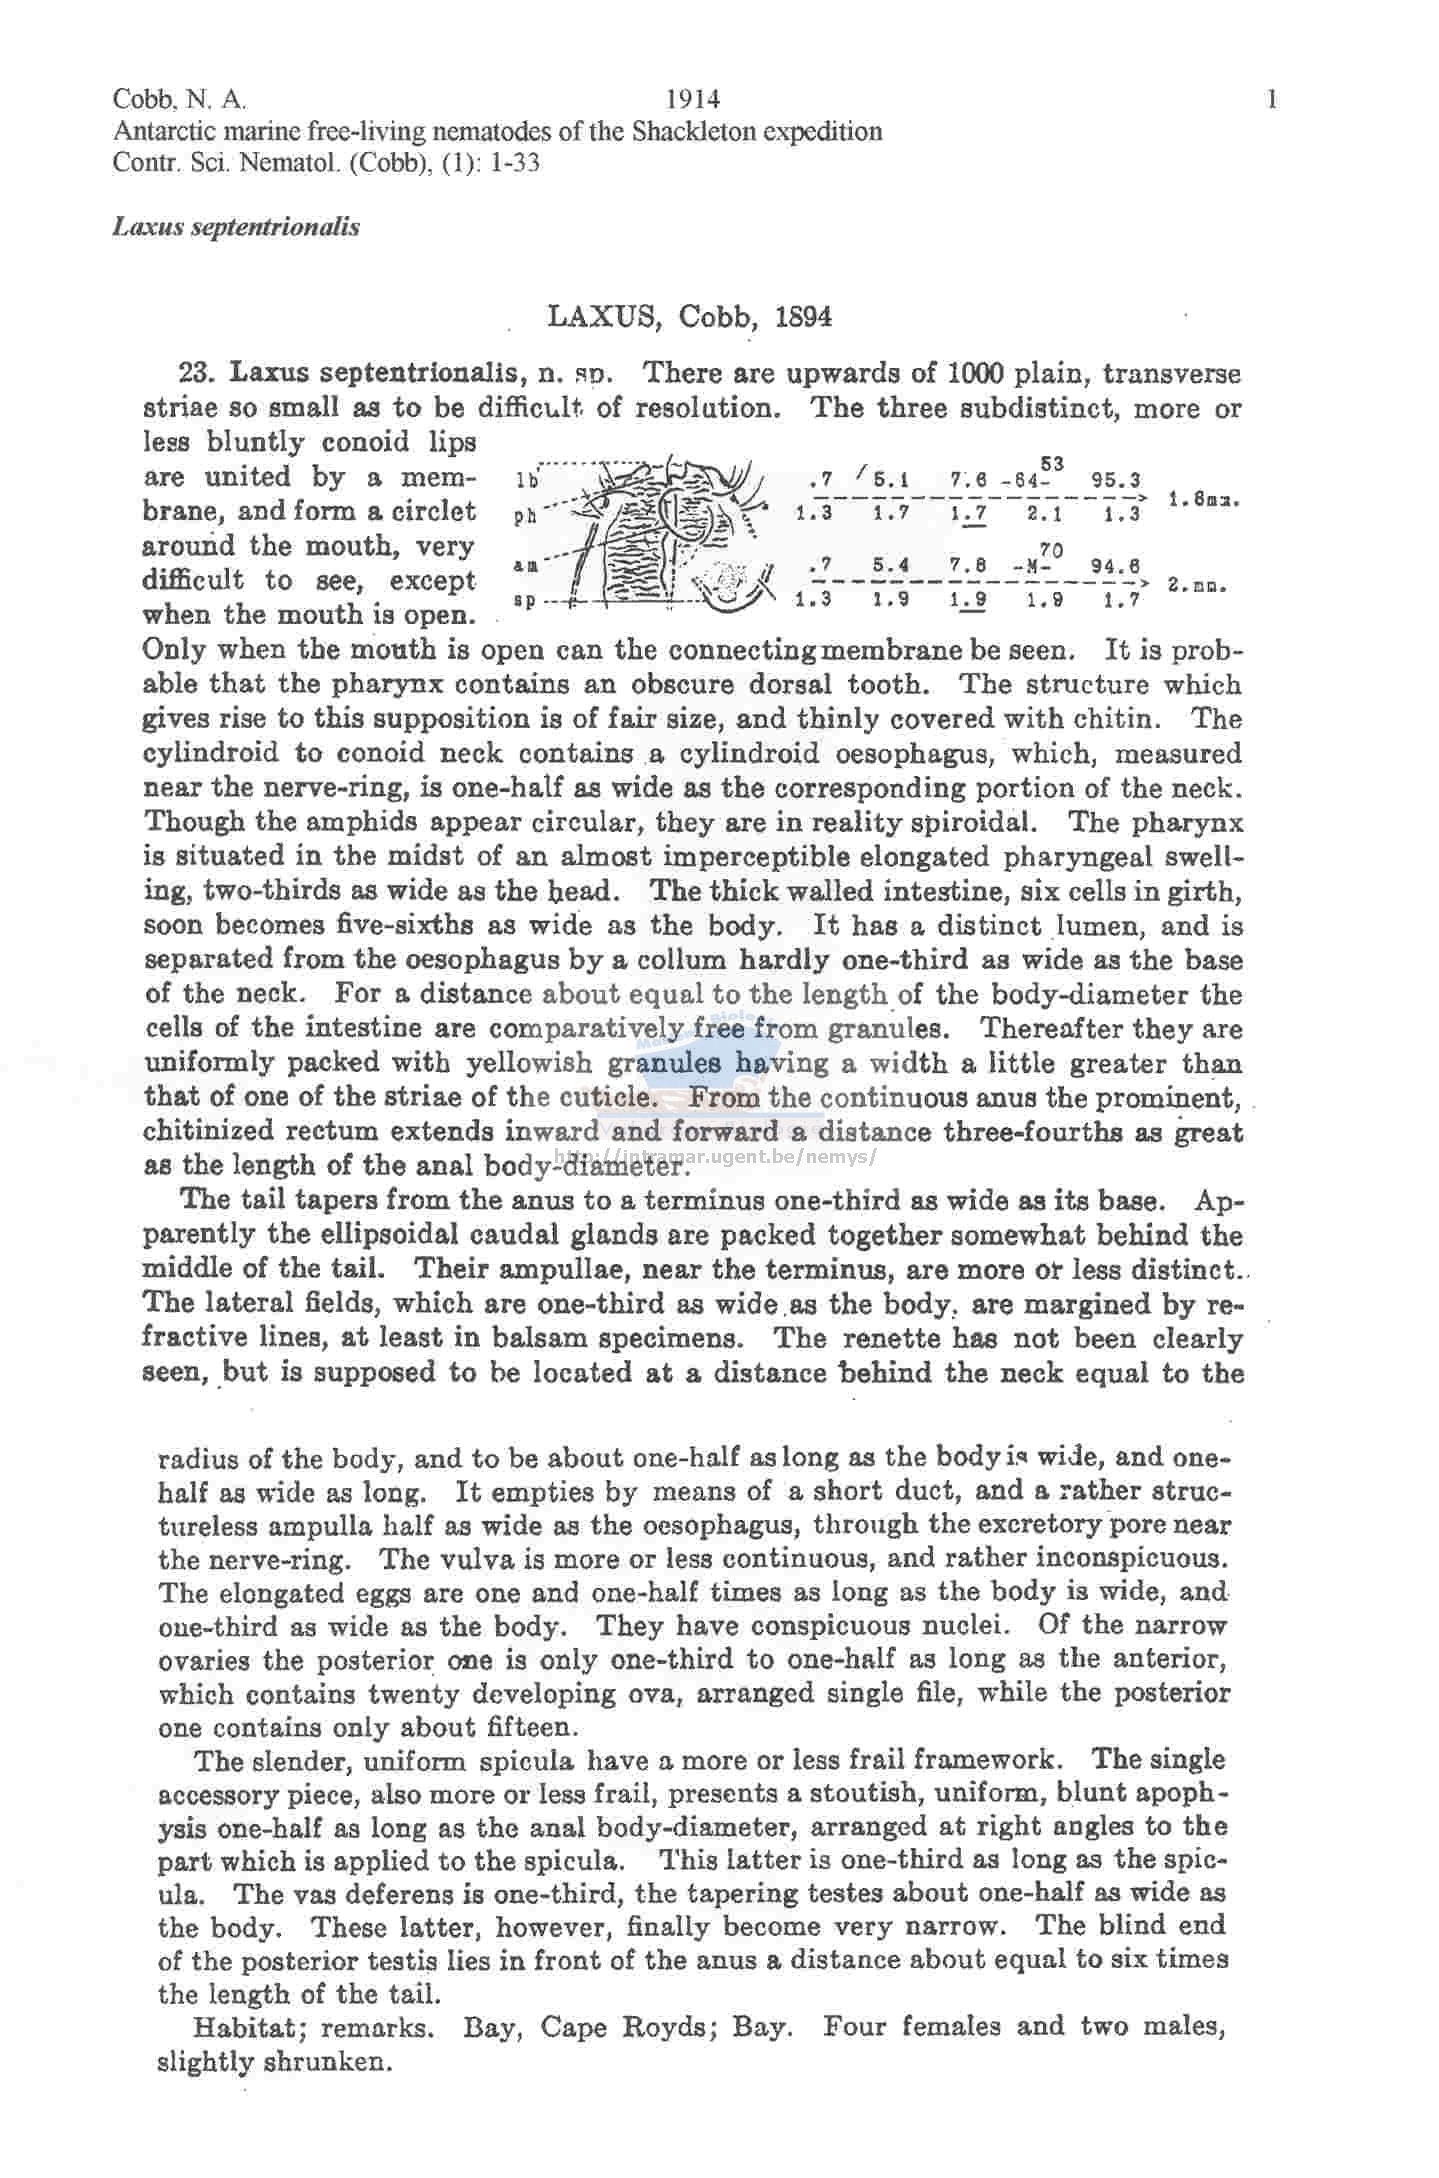 Cobb, N. A. 1914 1
Antarctic marine free-living nematodes of the Shackleton expedition
Contr. Sci. Nematol. (Cobb), (1): 1-33
Laxus septentrionalis
LAXUS, Cobb, 1894
23. Laxus septentrionalis, n. sp. There are upwards of 1000 plain, transverse
striae so small as to be difficult of resolution. The three subdistinct, more or
less bluntly conoid lips
are united by a mem-
brane, and form a circlet
around the mouth, very
difficult to see, except
when the mouth is open.
lb
ph
am
sp
53
.7 5.1 7.6 -64- 95.3
1.3 1.7 1.7 2.1 1.3
1.8mm.
70
.7 5.4 7.8 -M- 94.6
1.3 1.9 1.9 1.9 1.7
2.mm.
Only when the mouth is open can the connecting membrane be seen. It is prob-
able that the pharynx contains an obscure dorsal tooth. The structure which
gives rise to this supposition is of fair size, and thinly covered with chitin. The
cylindroid to conoid neck contains a cylindroid oesophagus, which, measured
near the nerve-ring, is one-half as wide as the corresponding portion of the neck.
Though the amphids appear circular, they are in reality spiroidal. The pharynx
is situated in the midst of an almost imperceptible elongated pharyngeal swell-
ing, two-thirds as wide as the head. The thick walled intestine, six cells in girth,
soon becomes five-sixths as wide as the body. It has a distinct lumen, and is
separated from the oesophagus by a collum hardly one-third as wide as the base
of the neck. For a distance about equal to the length of the body-diameter the
cells of the intestine are comparatively free from granules. Thereafter they are
uniformly packed with yellowish granules having a width a little greater than
that of one of the striae of the cuticle. From the continuous anus the prominent,
chitinized rectum extends inward and forward a distance three-fourths as great
as the length of the anal body-diameter.
http://intramar.ugent.be/nemys/
The tail tapers from the anus to a terminus one-third as wide as its base. Ap-
parently the ellipsoidal caudal glands are packed together somewhat behind the
middle of the tail. Their ampullae, near the terminus, are more or less distinct.
The lateral fields, which are one-third as wide as the body, are margined by re-
fractive lines, at least in balsam specimens. The renette has not been clearly
seen, but is supposed to be located at a distance behind the neck equal to the
radius of the body, and to be about one-half as long as the body is wide, and one-
half as wide as long. It empties by means of a short duct, and a rather struc-
tureless ampulla half as wide as the oesophagus, through the excretory pore near
the nerve-ring. The vulva is more or less continuous, and rather inconspicuous.
The elongated eggs are one and one-half times as long as the body is wide, and
one-third as wide as the body. They have conspicuous nuclei. Of the narrow
ovaries the posterior one is only one-third to one-half as long as the anterior,
which contains twenty developing ova, arranged single file, while the posterior
one contains only about fifteen.
The slender, uniform spicula have a more or less frail framework. The single
accessory piece, also more or less frail, presents a stoutish, uniform, blunt apoph-
ysis one-half as long as the anal body-diameter, arranged at right angles to the
part which is applied to the spicula. This latter is one-third as long as the spic-
ula. The vas deferens is one-third, the tapering testes about one-half as wide as
the body. These latter, however, finally become very narrow. The blind end
of the posterior testis lies in front of the anus a distance about equal to six times
the length of the tail.
Habitat; remarks. Bay, Cape Royds; Bay. Four females and two males,
slightly shrunken.